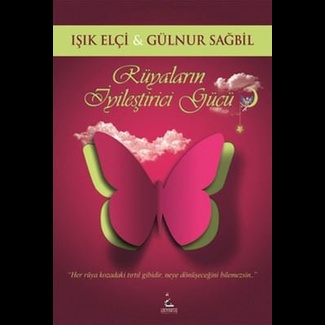 IŞIK ELÇİ & GÜLNUR SAĞBİL
Rüyaların
İyileştirici Gücü
"Her rüya kozadaki tırtıl gibidir, neye dönüşeceğini bilemezsin.."